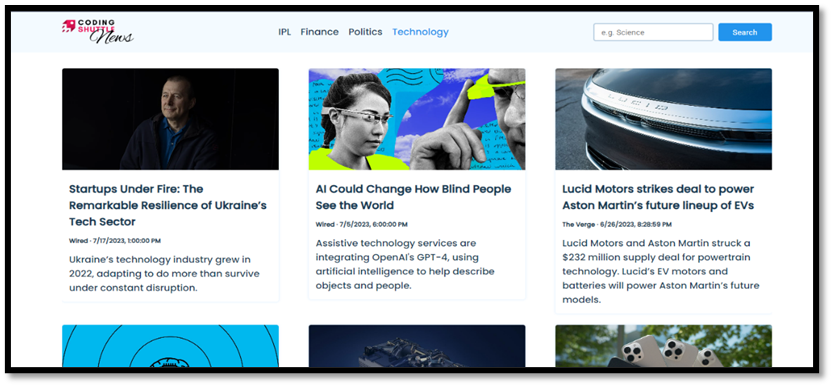 CODING
SHUTTLE
News
IPL Finance Politics Technology
e.g. Science
Search
LUCID
Startups Under Fire: The
Remarkable Resilience of Ukraine’s
Tech Sector
Wired · 7/17/2023, 1:00:00 PM
Ukraine’s technology industry grew in
2022, adapting to do more than survive
under constant disruption.
AI Could Change How Blind People
See the World
Wired · 7/5/2023, 6:00:00 PM
Assistive technology services are
integrating OpenAI's GPT-4, using
artificial intelligence to help describe
objects and people.
Lucid Motors strikes deal to power
Aston Martin’s future lineup of EVs
The Verge · 6/26/2023, 8:28:59 PM
Lucid Motors and Aston Martin struck a
$232 million supply deal for powertrain
technology. Lucid’s EV motors and
batteries will power Aston Martin’s future
models.